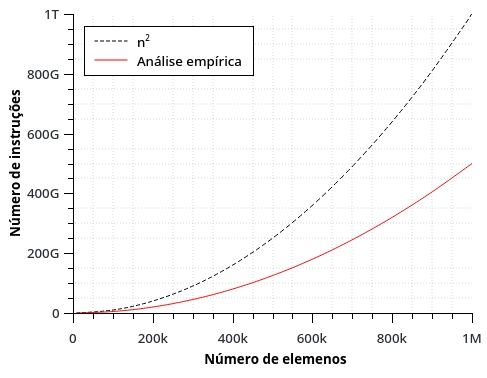 1T
800G
600G
400G
200G
0
Número de instruções
n²
Análise empírica
0
200k
400k
600k
800k
1M
Número de elemenos